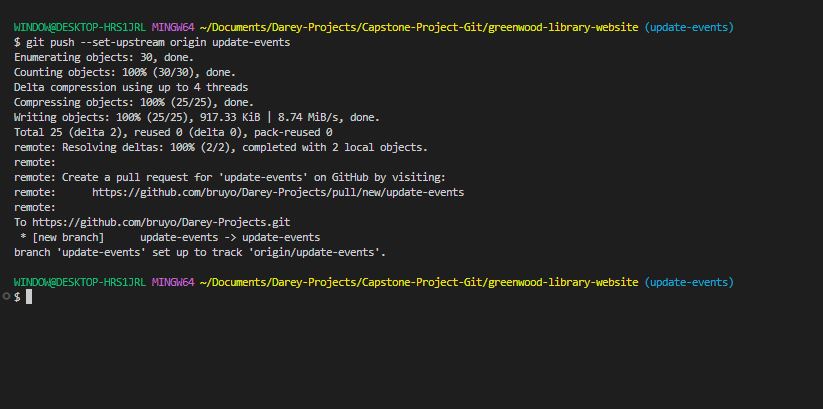 WINDOW@DESKTOP-HRS1JRL MINGW64 ~/Documents/Darey-Projects/Capstone-Project-Git/greenwood-library-website (update-events)
$ git push --set-upstream origin update-events
Enumerating objects: 30, done.
Counting objects: 100% (30/30), done.
Delta compression using up to 4 threads
Compressing objects: 100% (25/25), done.
Writing objects: 100% (25/25), 917.33 KiB | 8.74 MiB/s, done.
Total 25 (delta 2), reused 0 (delta 0), pack-reused 0
remote: Resolving deltas: 100% (2/2), completed with 2 local objects.
remote:
remote: Create a pull request for 'update-events' on GitHub by visiting:
remote:      https://github.com/bruyo/Darey-Projects/pull/new/update-events
remote:
To https://github.com/bruyo/Darey-Projects.git
 * [new branch]      update-events -> update-events
branch 'update-events' set up to track 'origin/update-events'.
WINDOW@DESKTOP-HRS1JRL MINGW64 ~/Documents/Darey-Projects/Capstone-Project-Git/greenwood-library-website (update-events)
$